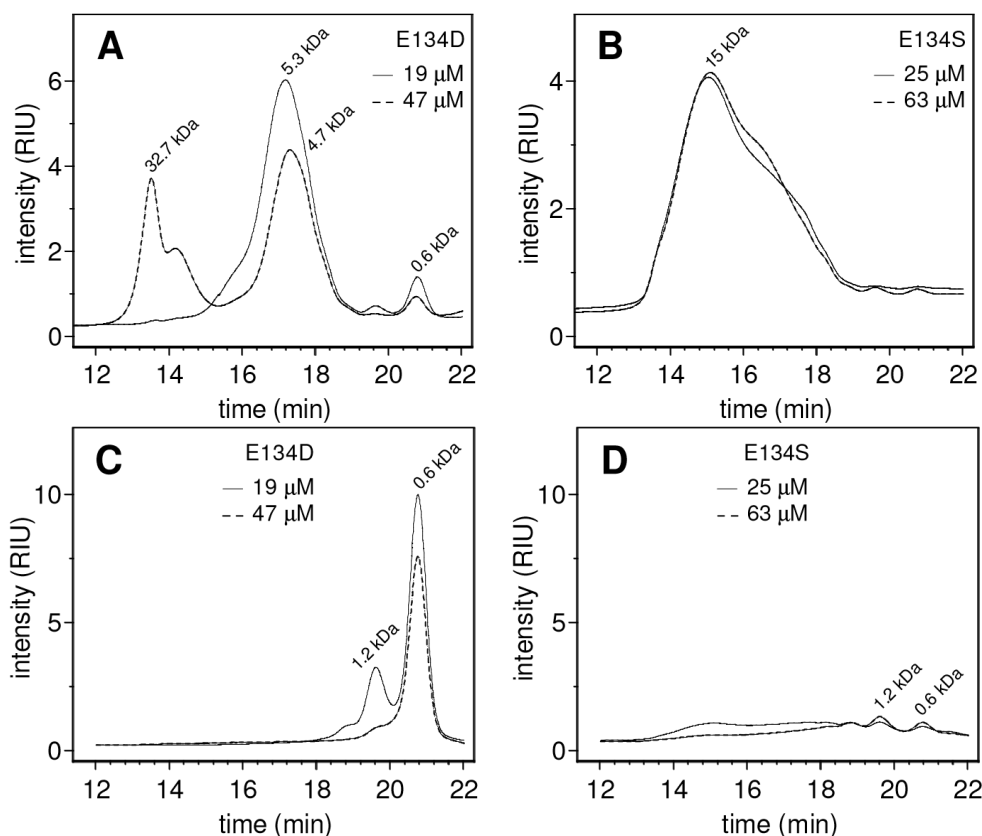 A
E134D
19 µM
47 µM
32.7 kDa
5.3 kDa
4.7 kDa
0.6 kDa
intensity (RIU)
6
4
2
0
12 14 16 18 20 22
time (min)
B
E134S
25 µM
63 µM
15 kDa
intensity (RIU)
4
2
0
12 14 16 18 20 22
time (min)
C
E134D
19 µM
47 µM
1.2 kDa
0.6 kDa
intensity (RIU)
10
5
0
12 14 16 18 20 22
time (min)
D
E134S
25 µM
63 µM
1.2 kDa
0.6 kDa
intensity (RIU)
10
5
0
12 14 16 18 20 22
time (min)